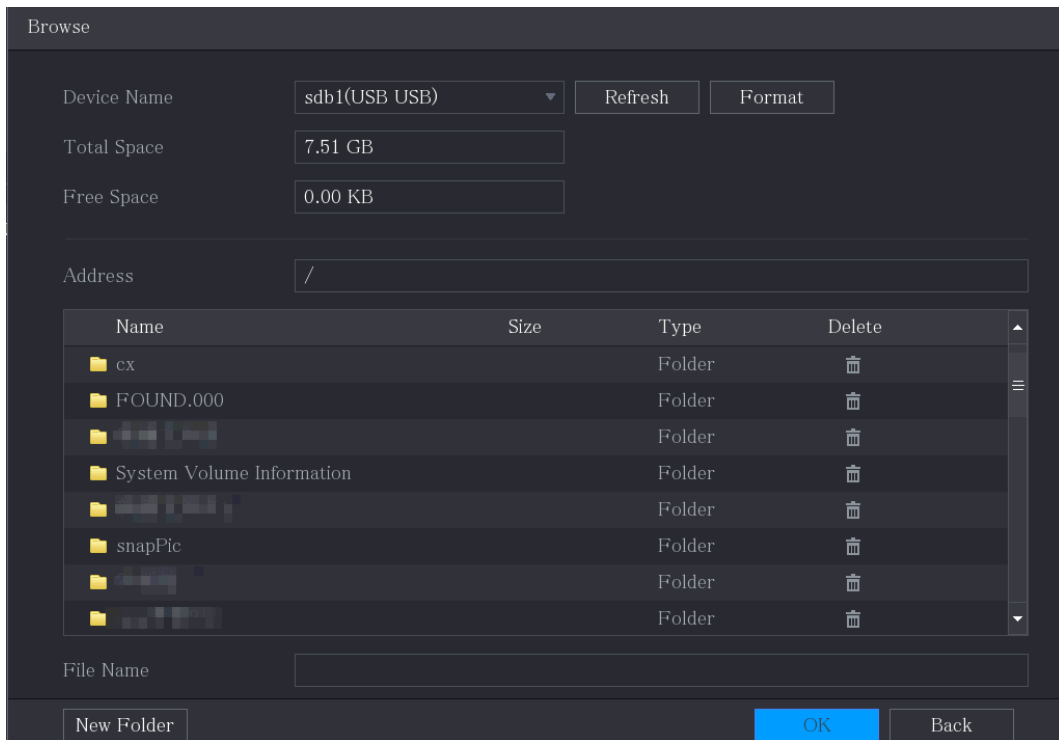 Browse
Device Name sdb1(USB USB) Refresh Format
Total Space 7.51 GB
Free Space 0.00 KB
Address /
Name Size Type Delete
cx Folder
FOUND.000 Folder
Folder
System Volume Information Folder
Folder
snapPic Folder
Folder
Folder
File Name
New Folder OK Back